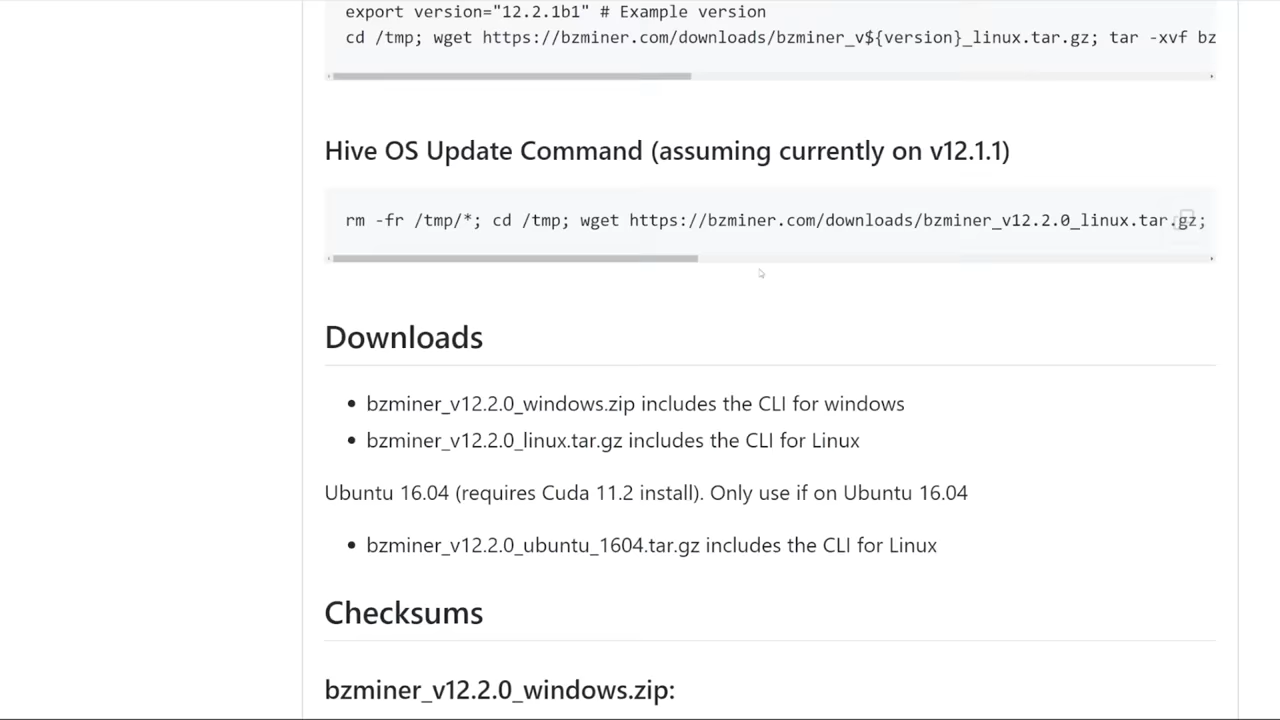 export version="12.2.1b1" # Example version
cd /tmp; wget https://bzminer.com/downloads/bzminer_v${version}_linux.tar.gz; tar -xvf bz
Hive OS Update Command (assuming currently on v12.1.1)
rm -fr /tmp/*; cd /tmp; wget https://bzminer.com/downloads/bzminer_v12.2.0_linux.tar.gz;
Downloads
bzminer_v12.2.0_windows.zip includes the CLI for windows
bzminer_v12.2.0_linux.tar.gz includes the CLI for Linux
Ubuntu 16.04 (requires Cuda 11.2 install). Only use if on Ubuntu 16.04
bzminer_v12.2.0_ubuntu_1604.tar.gz includes the CLI for Linux
Checksums
bzminer_v12.2.0_windows.zip: